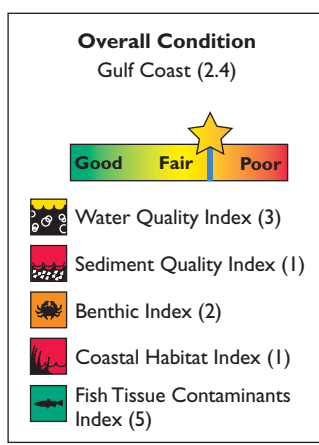 Overall Condition
Gulf Coast (2.4)
Good Fair Poor
Water Quality Index (3)
Sediment Quality Index (1)
Benthic Index (2)
Coastal Habitat Index (1)
Fish Tissue Contaminants
Index (5)